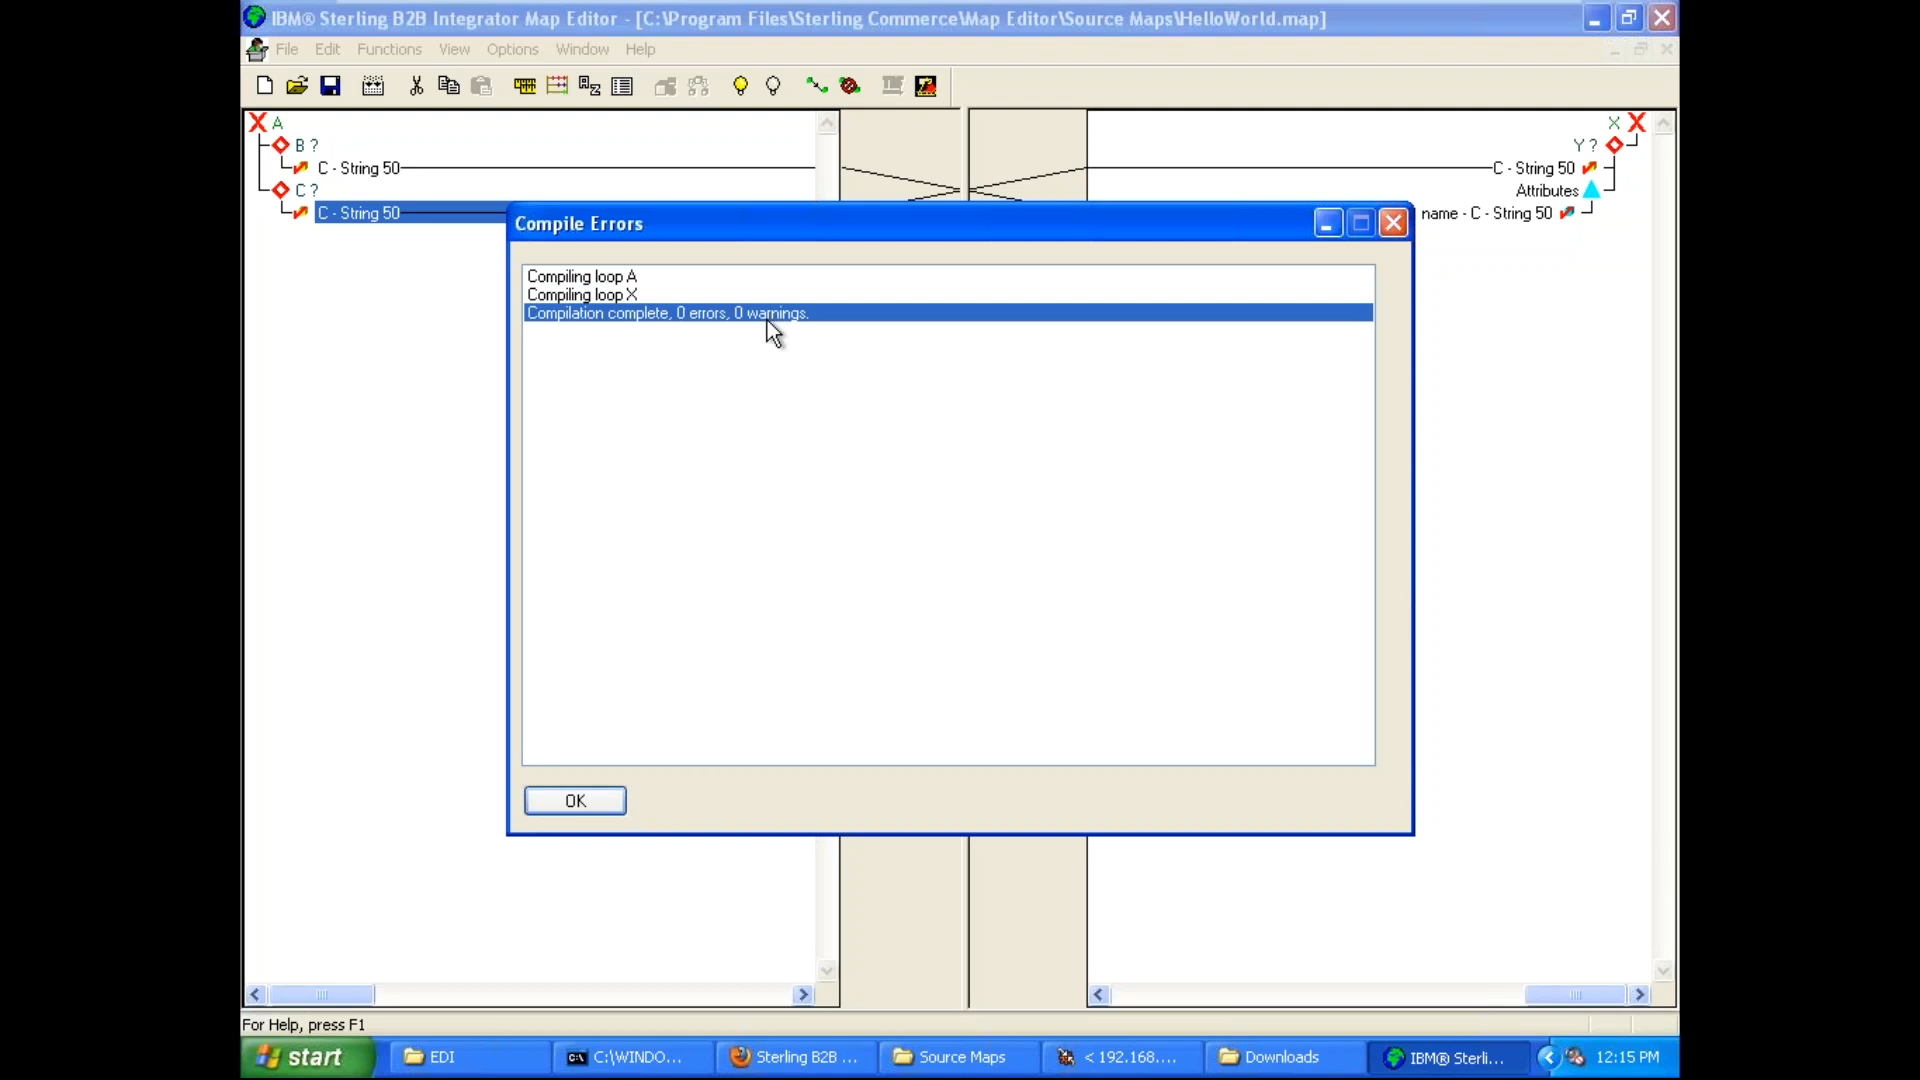 IBM® Sterling B2B Integrator Map Editor - [C:\Program Files\Sterling Commerce\Map Editor\Source Maps\HelloWorld.map]
File Edit Functions View Options Window Help
A
B ?
C - String 50
C ?
C - String 50
X
Y ?
C - String 50
Attributes
name - C - String 50
Compile Errors
Compiling loop A
Compiling loop X
Compilation complete, 0 errors, 0 warnings.
OK
For Help, press F1
start
EDI
C:\WINDO...
Sterling B2B ...
Source Maps
< 192.168....
Downloads
IBM® Sterli...
12:15 PM